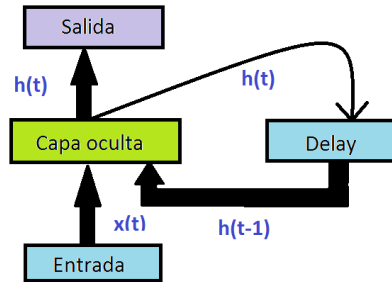 Salida
h(t)
h(t)
Capa oculta
Delay
x(t)
h(t-1)
Entrada